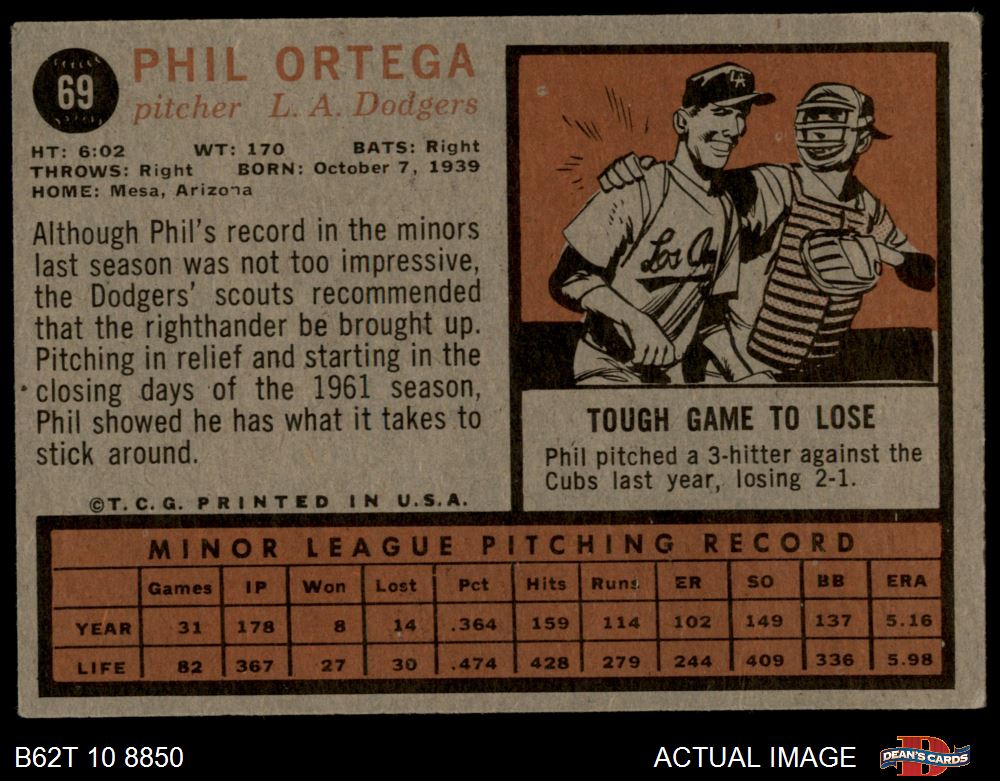 69
PHIL ORTEGA
pitcher L. A. Dodgers
HT: 6:02 WT: 170 BATS: Right
THROWS: Right BORN: October 7, 1939
HOME: Mesa, Arizona
Although Phil's record in the minors
last season was not too impressive,
the Dodgers' scouts recommended
that the righthander be brought up.
Pitching in relief and starting in the
closing days of the 1961 season,
Phil showed he has what it takes to
stick around.
©T.C.G. PRINTED IN U.S.A.
LA
Los An
TOUGH GAME TO LOSE
Phil pitched a 3-hitter against the
Cubs last year, losing 2-1.
MINOR LEAGUE PITCHING RECORD
Games IP Won Lost Pct Hits Runs ER SO BB ERA
YEAR 31 178 8 14 .364 159 114 102 149 137 5.16
LIFE 82 367 27 30 .474 428 279 244 409 336 5.98
B62T 10 8850
ACTUAL IMAGE
DEAN'S CARDS